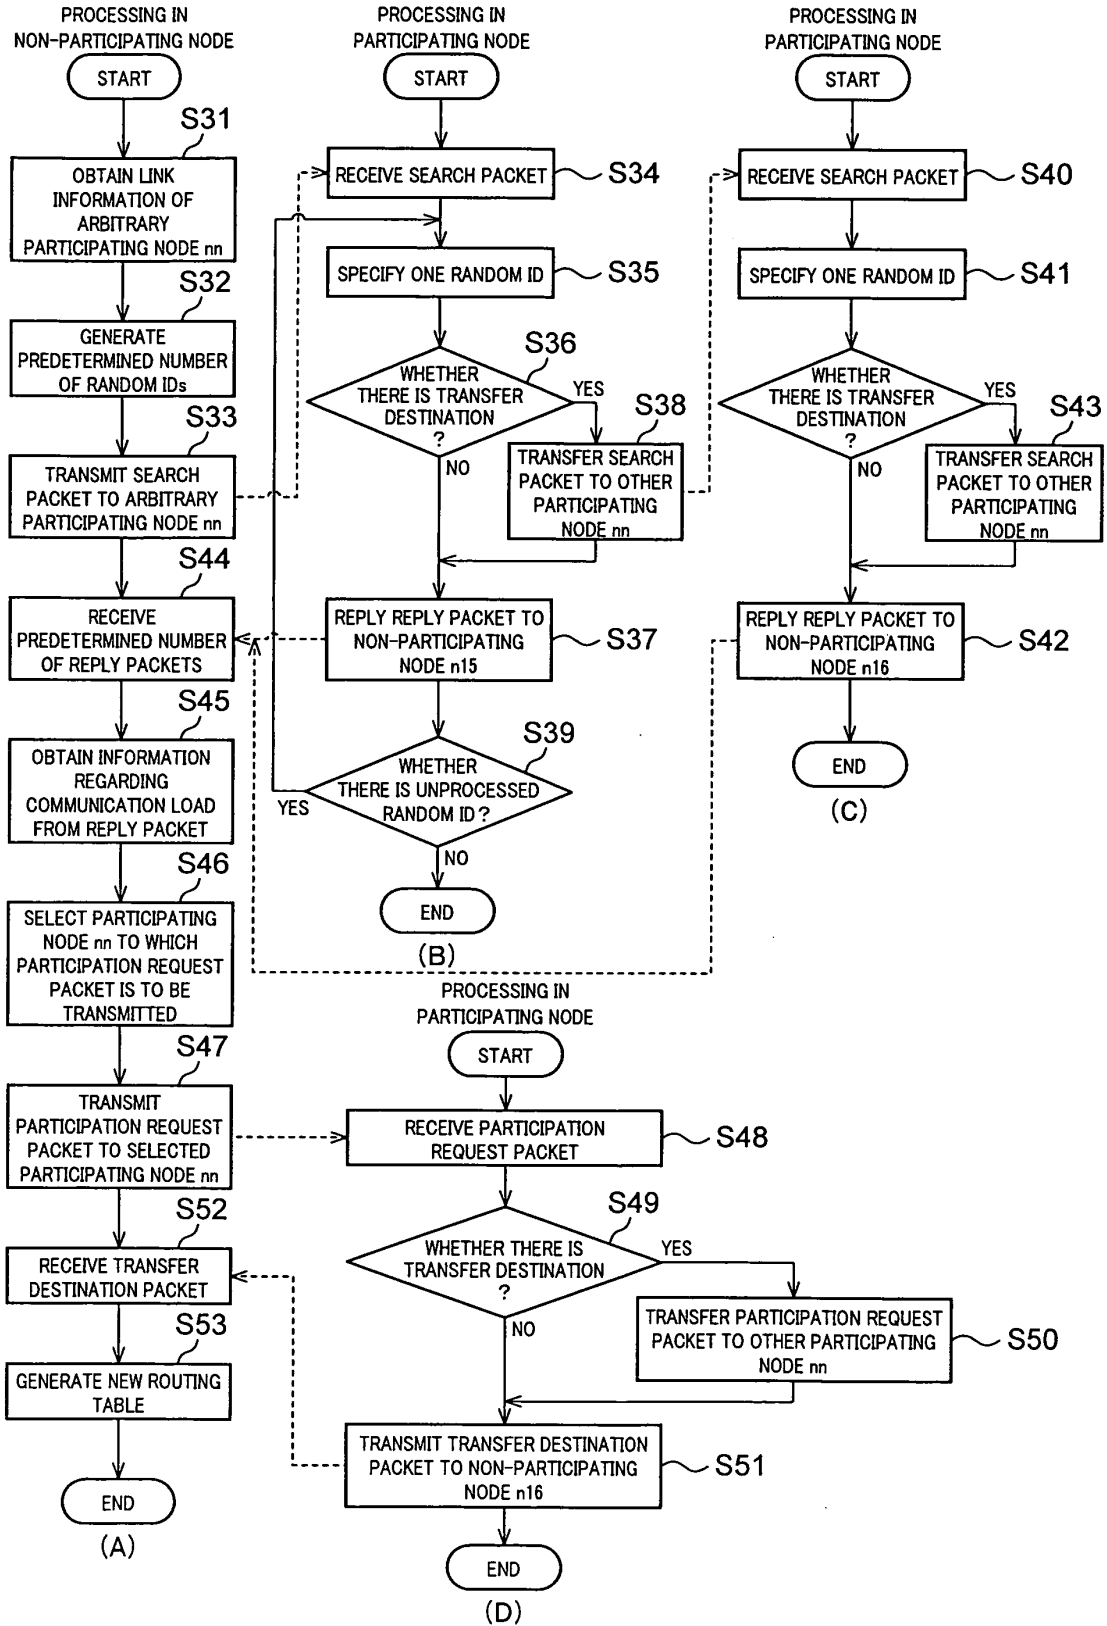 PROCESSING IN
NON-PARTICIPATING NODE
START
S31
OBTAIN LINK
INFORMATION OF
ARBITRARY
PARTICIPATING NODE nn
S32
GENERATE
PREDETERMINED NUMBER
OF RANDOM IDs
S33
TRANSMIT SEARCH
PACKET TO ARBITRARY
PARTICIPATING NODE nn
S44
RECEIVE
PREDETERMINED NUMBER
OF REPLY PACKETS
S45
OBTAIN INFORMATION
REGARDING
COMMUNICATION LOAD
FROM REPLY PACKET
S46
SELECT PARTICIPATING
NODE nn TO WHICH
PARTICIPATION REQUEST
PACKET IS TO BE
TRANSMITTED
S47
TRANSMIT
PARTICIPATION REQUEST
PACKET TO SELECTED
PARTICIPATING NODE nn
S52
RECEIVE TRANSFER
DESTINATION PACKET
S53
GENERATE NEW ROUTING
TABLE
END
(A)
PROCESSING IN
PARTICIPATING NODE
START
RECEIVE SEARCH PACKET
S34
SPECIFY ONE RANDOM ID
S35
S36
WHETHER
THERE IS TRANSFER
DESTINATION
?
YES
NO
S38
TRANSFER SEARCH
PACKET TO OTHER
PARTICIPATING
NODE nn
REPLY REPLY PACKET TO
NON-PARTICIPATING
NODE n15
S37
S39
WHETHER
THERE IS UNPROCESSED
RANDOM ID?
YES
NO
END
(B)
PROCESSING IN
PARTICIPATING NODE
START
RECEIVE SEARCH PACKET
S40
SPECIFY ONE RANDOM ID
S41
WHETHER
THERE IS TRANSFER
DESTINATION
?
YES
NO
S43
TRANSFER SEARCH
PACKET TO OTHER
PARTICIPATING
NODE nn
REPLY REPLY PACKET TO
NON-PARTICIPATING
NODE n16
S42
END
(C)
PROCESSING IN
PARTICIPATING NODE
START
RECEIVE PARTICIPATION
REQUEST PACKET
S48
S49
WHETHER THERE IS
TRANSFER DESTINATION
?
YES
NO
TRANSFER PARTICIPATION REQUEST
PACKET TO OTHER PARTICIPATING
NODE nn
S50
TRANSMIT TRANSFER DESTINATION
PACKET TO NON-PARTICIPATING
NODE n16
S51
END
(D)